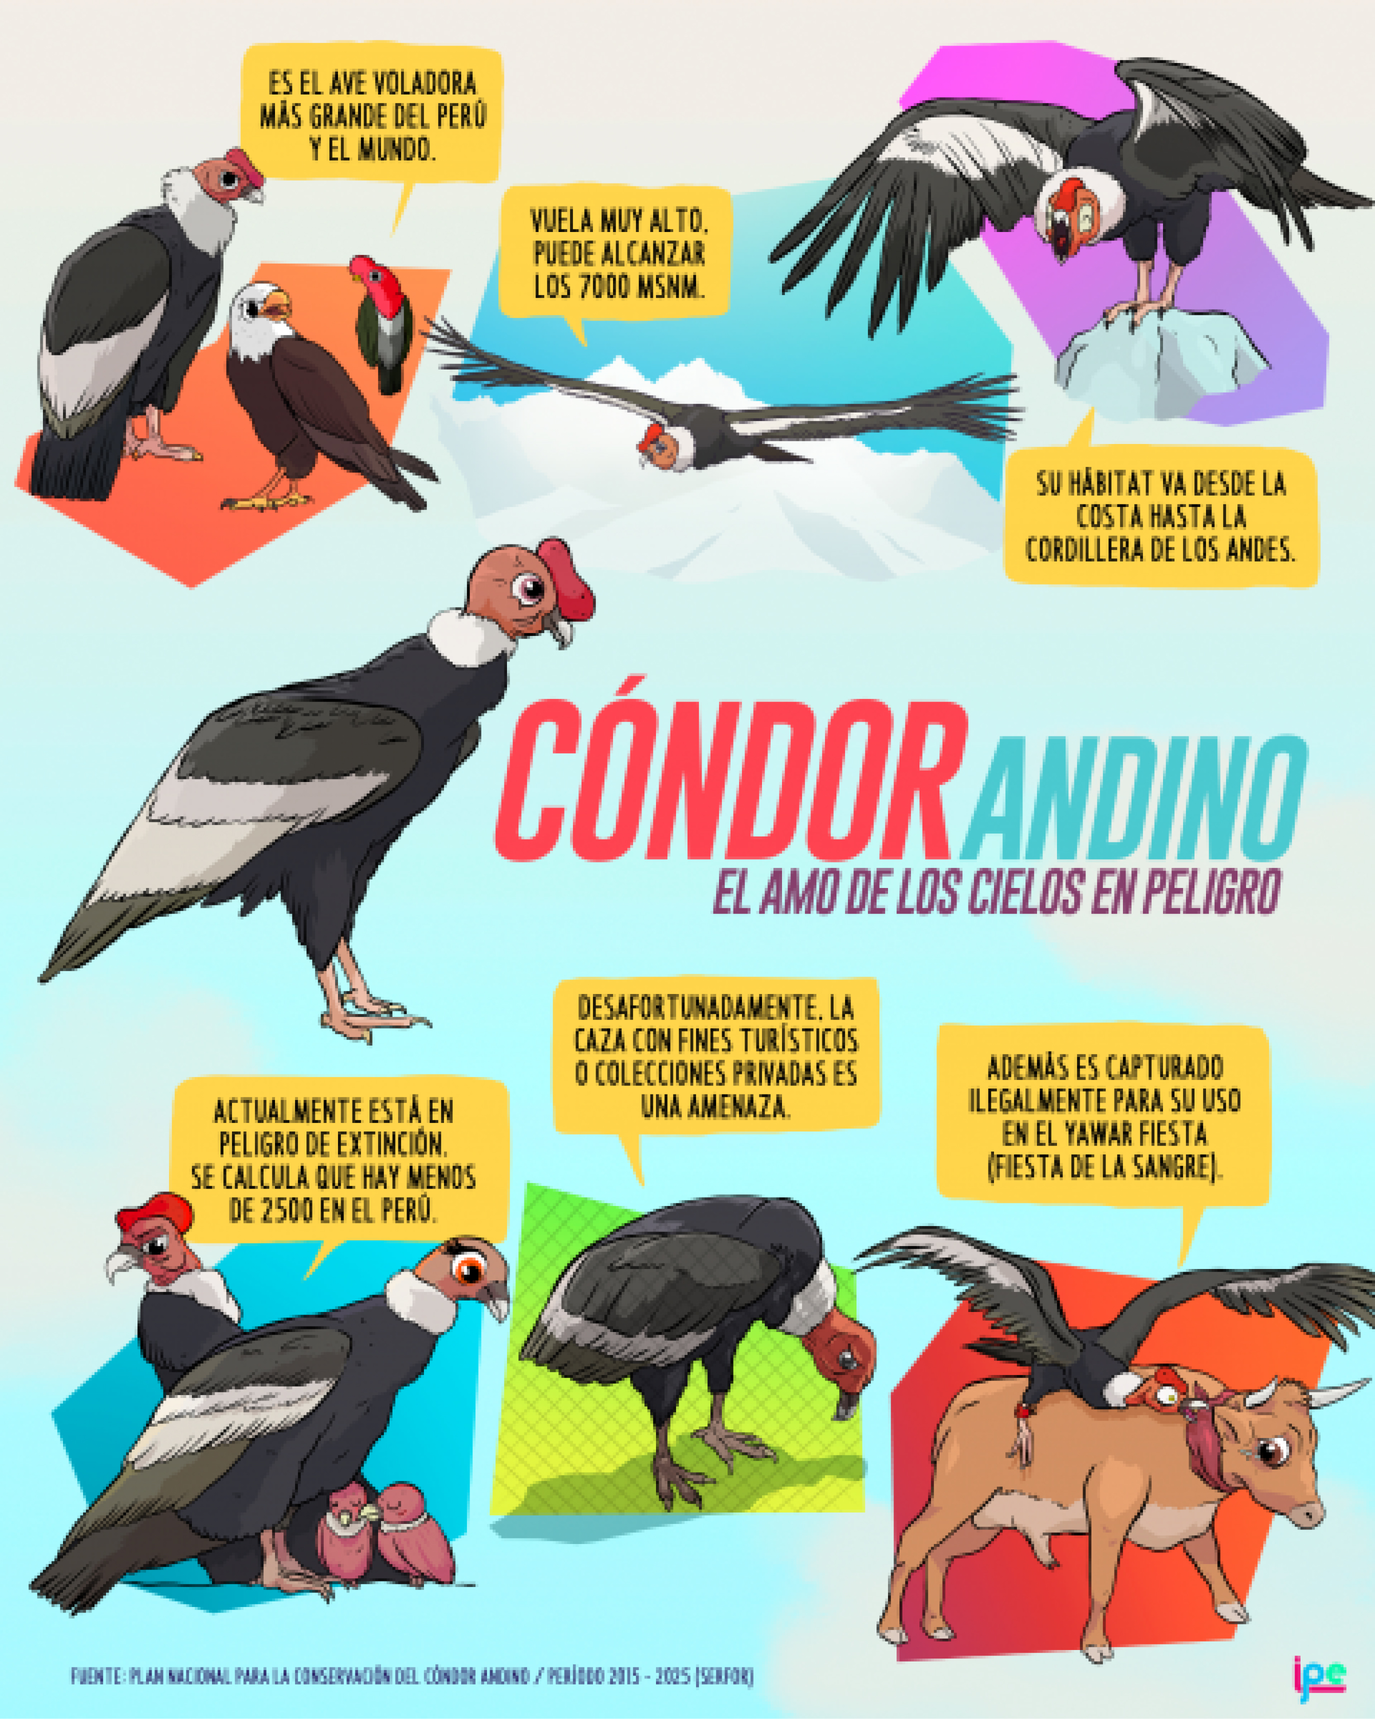 ES EL AVE VOLADORA
MÁS GRANDE DEL PERÚ
Y EL MUNDO.
VUELA MUY ALTO,
PUEDE ALCANZAR
LOS 7000 MSNM.
SU HÁBITAT VA DESDE LA
COSTA HASTA LA
CORDILLERA DE LOS ANDES.
CÓNDOR ANDINO
EL AMO DE LOS CIELOS EN PELIGRO
ACTUALMENTE ESTÁ EN
PELIGRO DE EXTINCIÓN.
SE CALCULA QUE HAY MENOS
DE 2500 EN EL PERÚ.
DESAFORTUNADAMENTE, LA
CAZA CON FINES TURÍSTICOS
O COLECCIONES PRIVADAS ES
UNA AMENAZA.
ADEMÁS ES CAPTURADO
ILEGALMENTE PARA SU USO
EN EL YAWAR FIESTA
(FIESTA DE LA SANGRE).
FUENTE: PLAN NACIONAL PARA LA CONSERVACIÓN DEL CÓNDOR ANDINO / PERÍODO 2015 - 2025 (SERFOR)
ipe